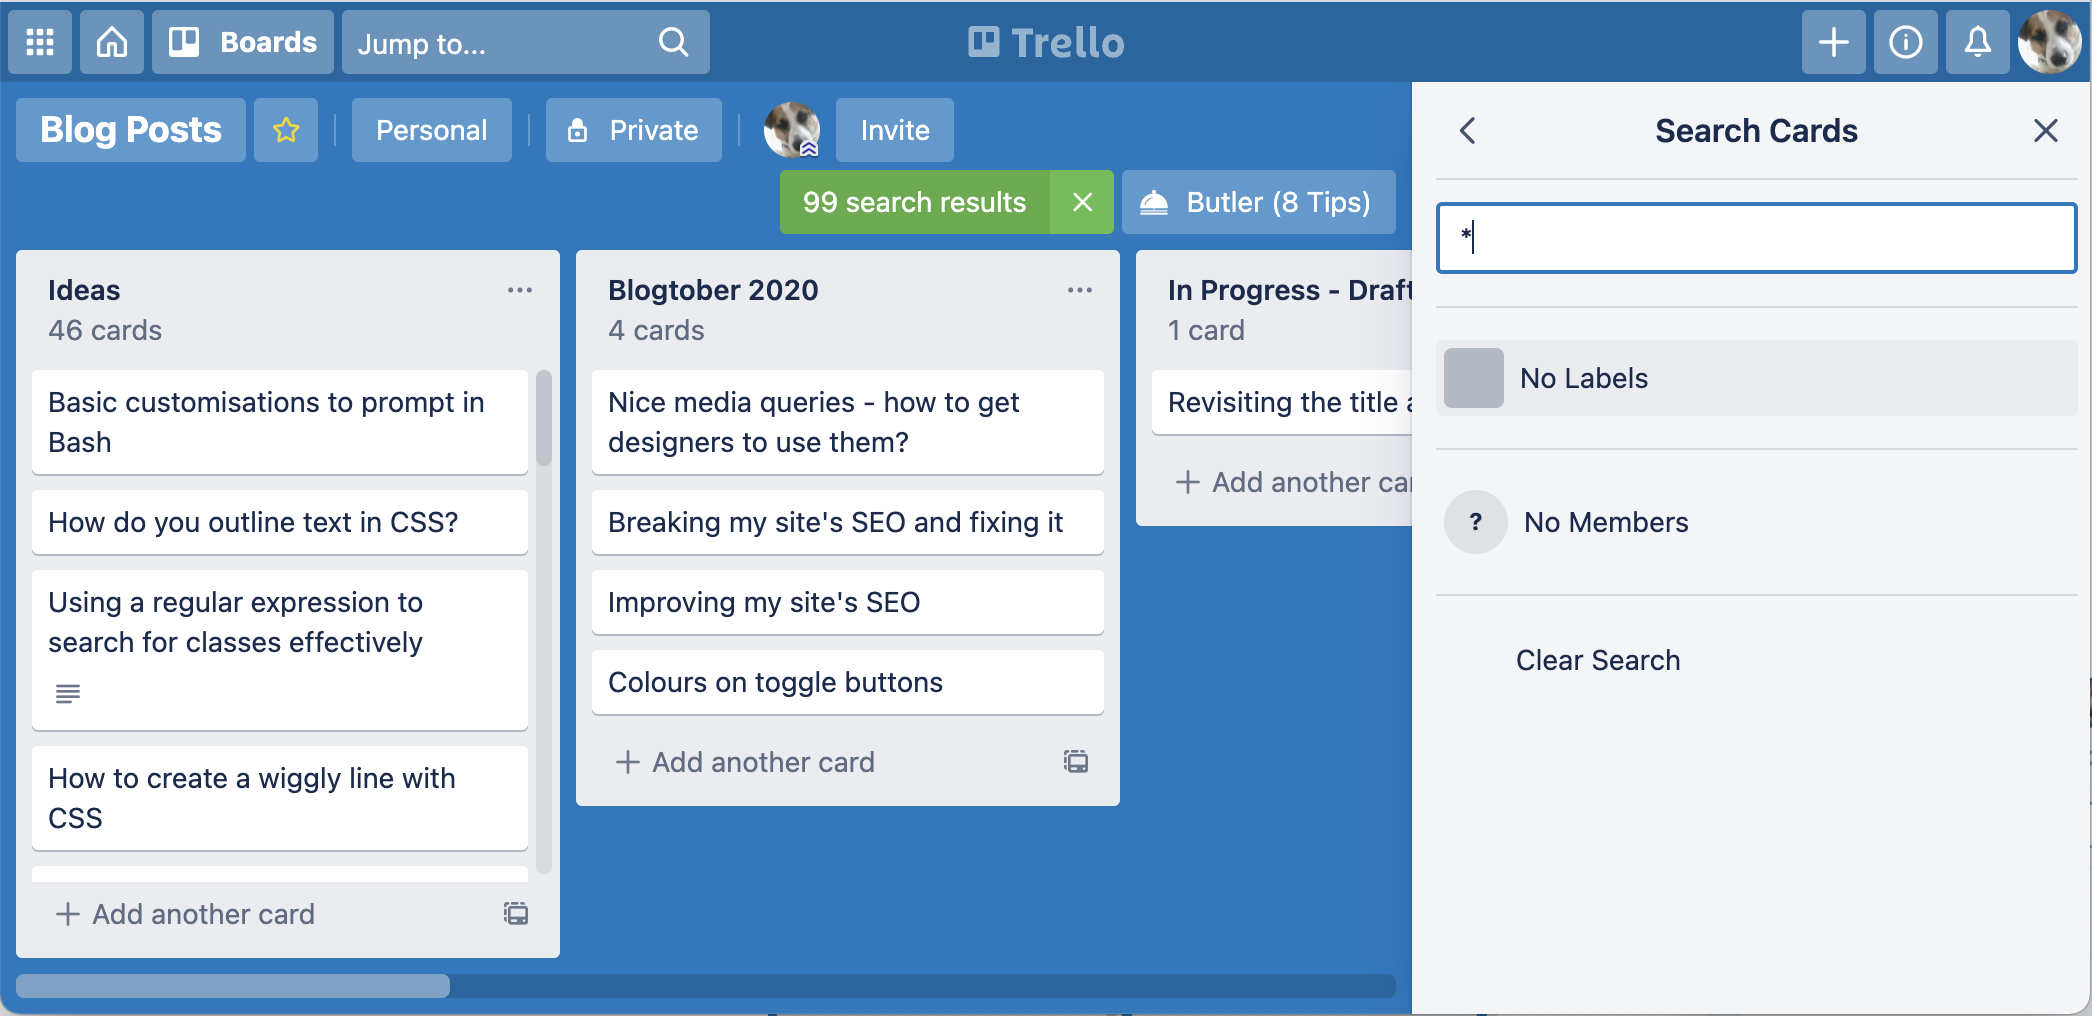 Boards
Jump to...
Trello
Blog Posts
Personal
Private
Invite
99 search results
Butler (8 Tips)
Ideas
46 cards
Basic customisations to prompt in
Bash
How do you outline text in CSS?
Using a regular expression to
search for classes effectively
How to create a wiggly line with
CSS
+ Add another card
Blogtober 2020
4 cards
Nice media queries - how to get
designers to use them?
Breaking my site's SEO and fixing it
Improving my site's SEO
Colours on toggle buttons
+ Add another card
In Progress - Draft
1 card
Revisiting the title
+ Add another car
Search Cards
*
No Labels
? No Members
Clear Search